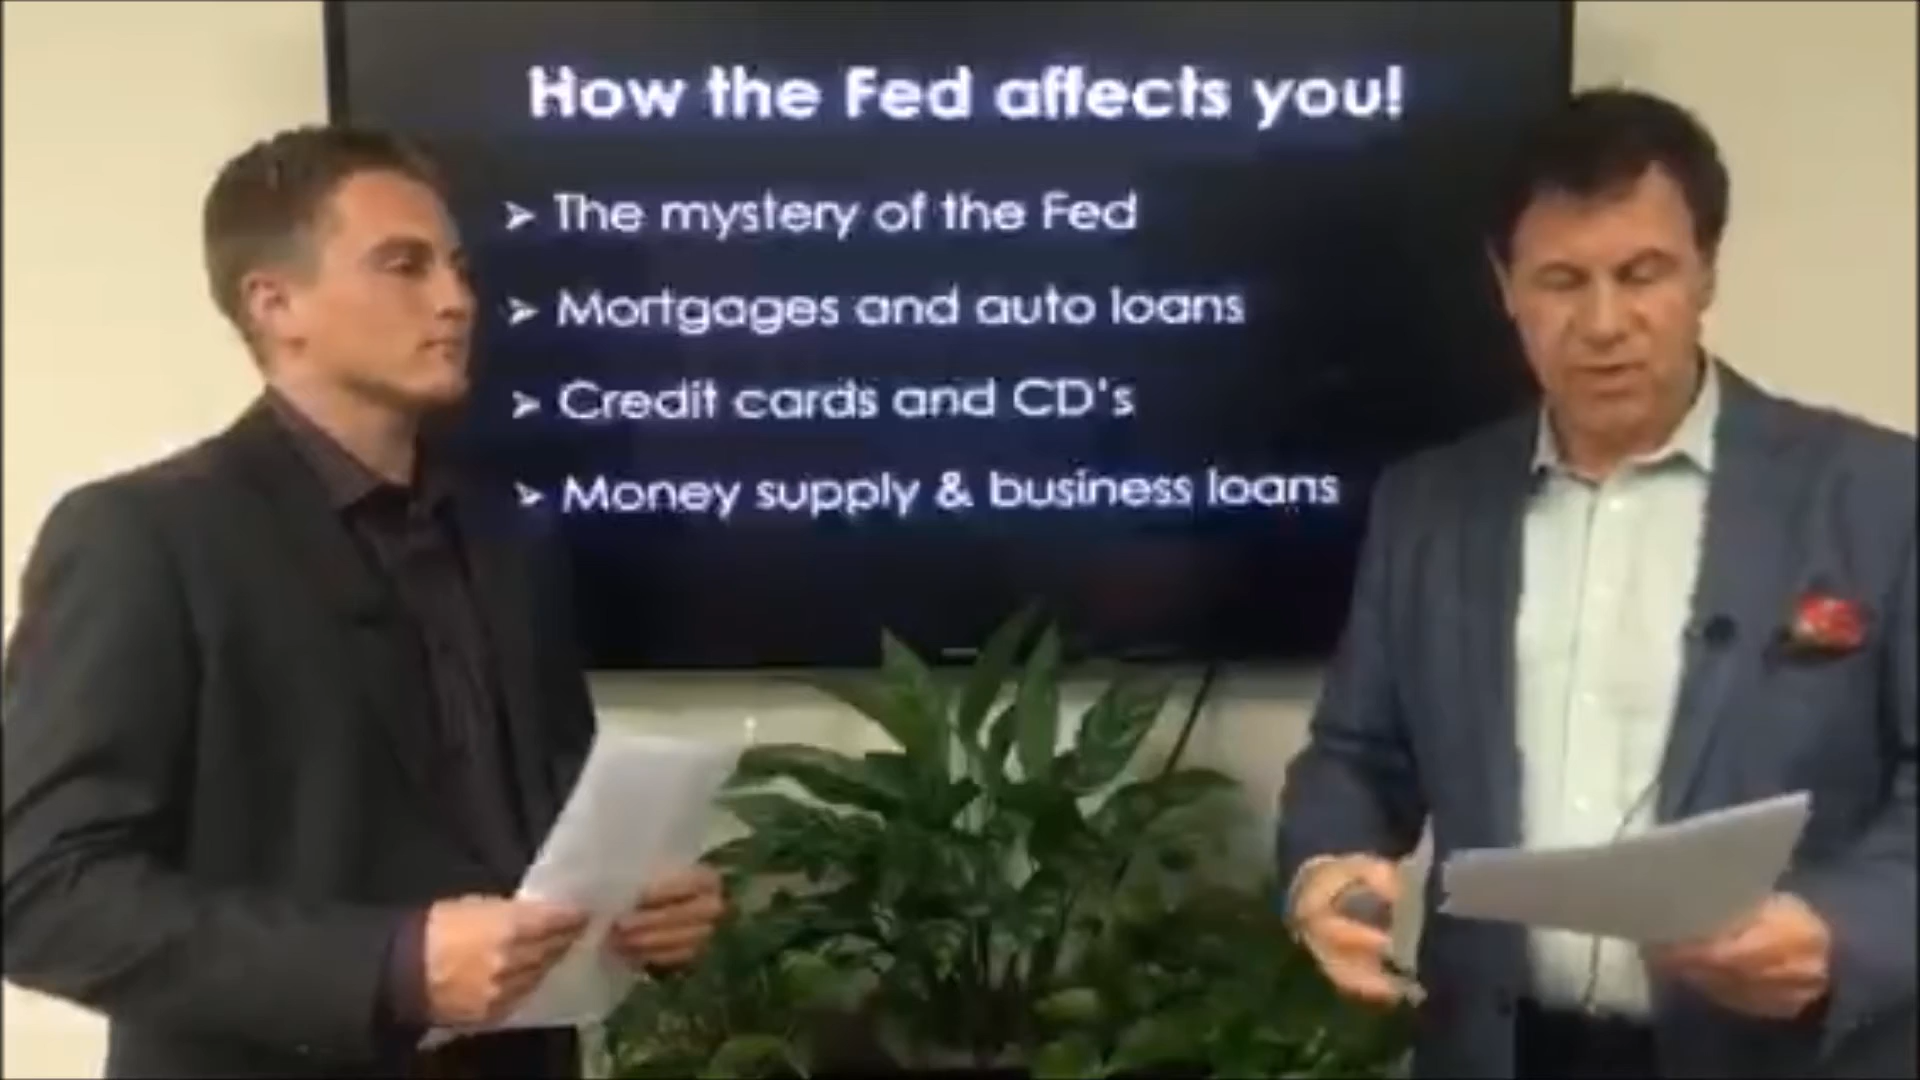 How the Fed affects you!
➢ The mystery of the Fed
➢ Mortgages and auto loans
➢ Credit cards and CD's
➢ Money supply & business loans